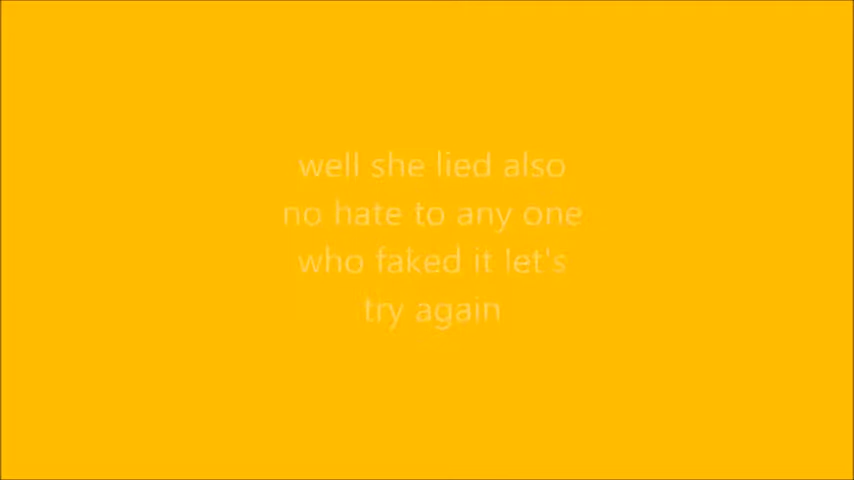 well she lied also
no hate to any one
who faked it let's
try again